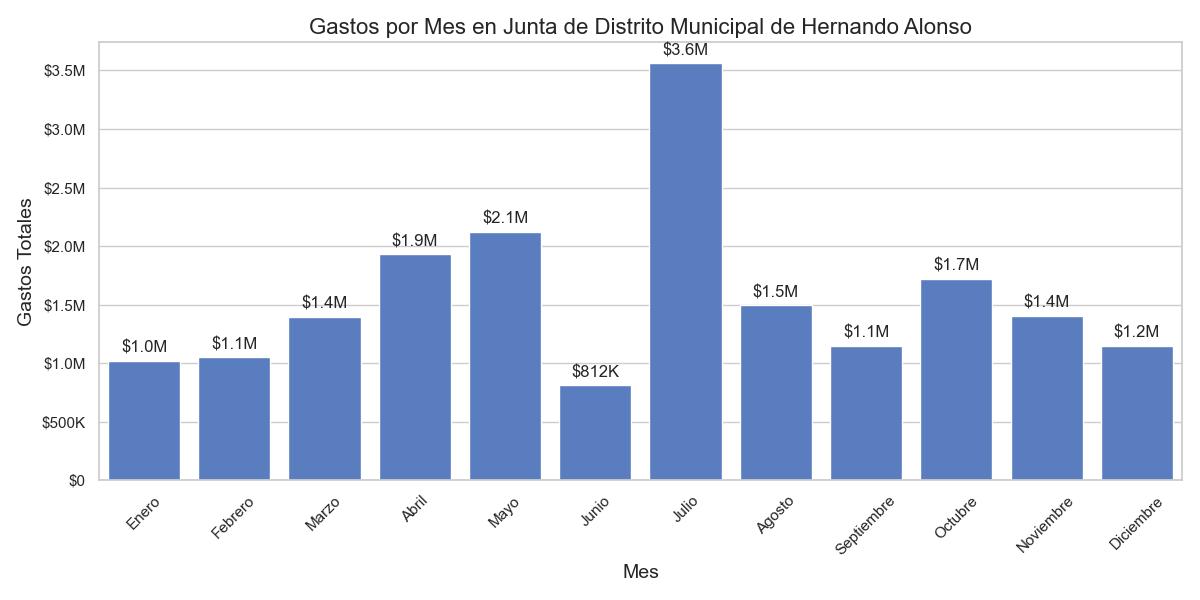 Gastos por Mes en Junta de Distrito Municipal de Hernando Alonso
Gastos Totales
$3.5M
$3.0M
$2.5M
$2.0M
$1.5M
$1.0M
$500K
$0
$1.0M
$1.1M
$1.4M
$1.9M
$2.1M
$812K
$3.6M
$1.5M
$1.1M
$1.7M
$1.4M
$1.2M
Enero
Febrero
Marzo
Abril
Mayo
Junio
Julio
Agosto
Septiembre
Octubre
Noviembre
Diciembre
Mes